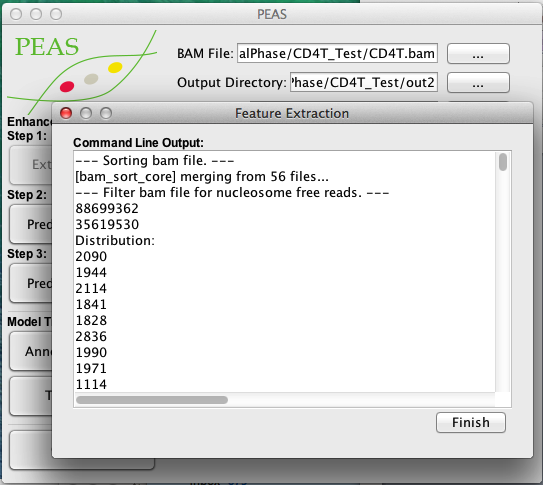 PEAS
PEAS
BAM File: alPhase/CD4T_Test/CD4T.bam ...
Output Directory: Phase/CD4T_Test/out2 ...
Feature Extraction
Enhance
Step 1:
Ext
Step 2:
Pred
Step 3:
Pred
Model T
Anno
T
Command Line Output:
--- Sorting bam file. ---
[bam_sort_core] merging from 56 files...
--- Filter bam file for nucleosome free reads. ---
88699362
35619530
Distribution:
2090
1944
2114
1841
1828
2836
1990
1971
1114
Finish